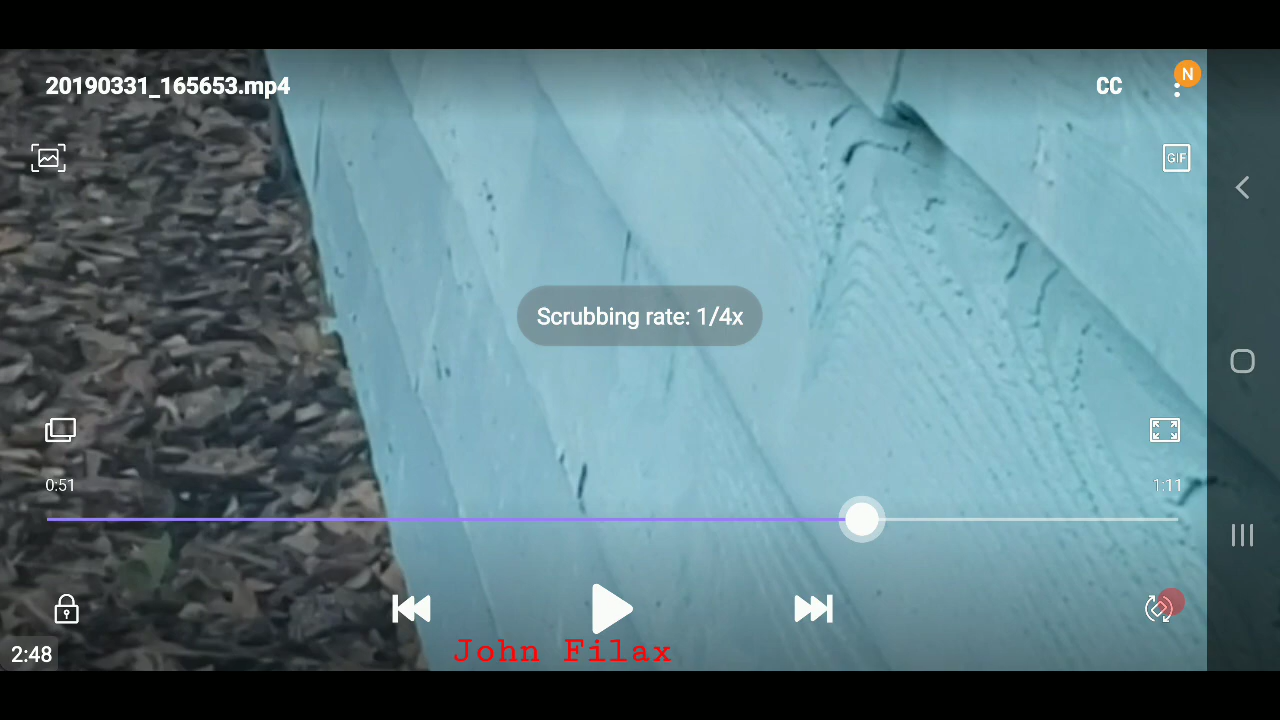 20190331_165653.mp4
CC
N
GIF
Scrubbing rate: 1/4x
0:51
1:11
John Filax
2:48